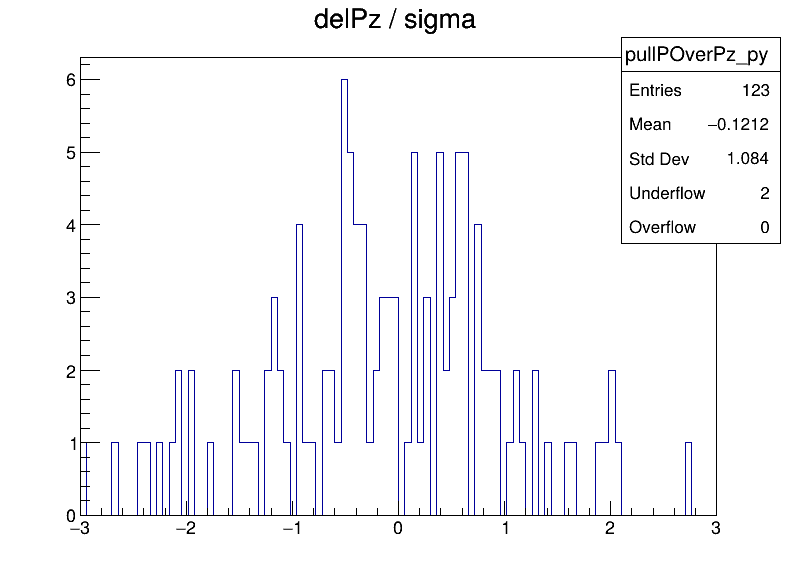 delPz / sigma
pullPOverPz_py
Entries 123
Mean −0.1212
Std Dev 1.084
Underflow 2
Overflow 0
6
5
4
3
2
1
0
−3 −2 −1 0 1 2 3